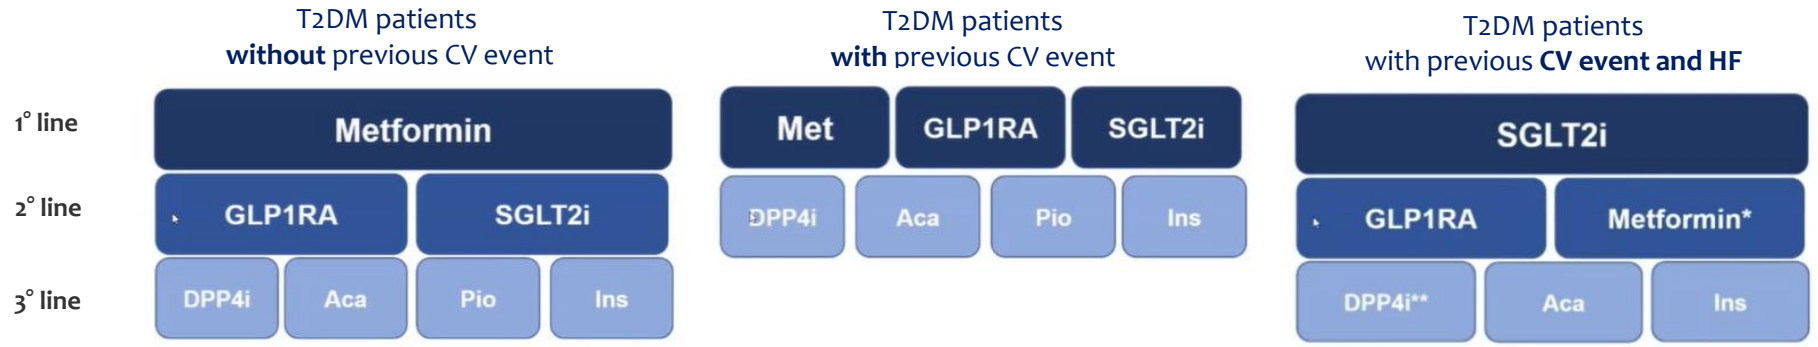 T2DM patients
without previous CV event
T2DM patients
with previous CV event
T2DM patients
with previous CV event and HF
1° line
Metformin
Met
GLP1RA
SGLT2i
SGLT2i
2° line
GLP1RA
SGLT2i
DPP4i
Aca
Pio
Ins
GLP1RA
Metformin*
3° line
DPP4i
Aca
Pio
Ins
DPP4i**
Aca
Ins